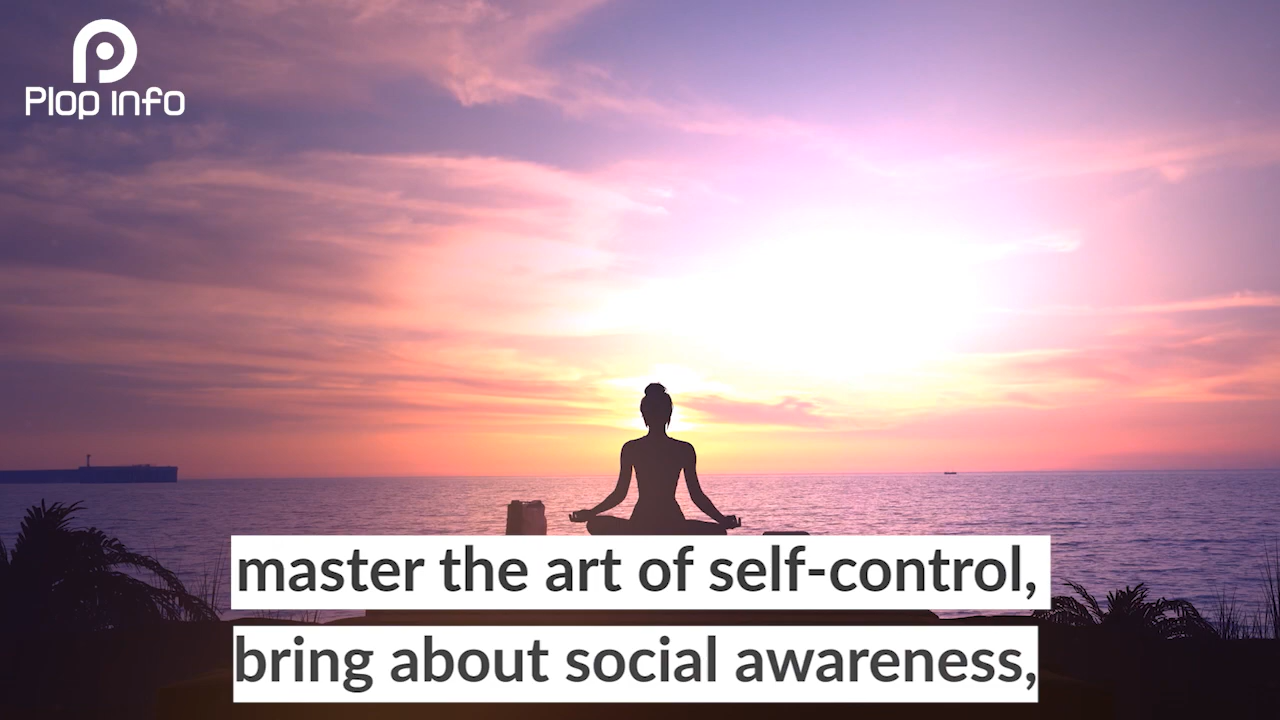 Plop info
master the art of self-control,
bring about social awareness,